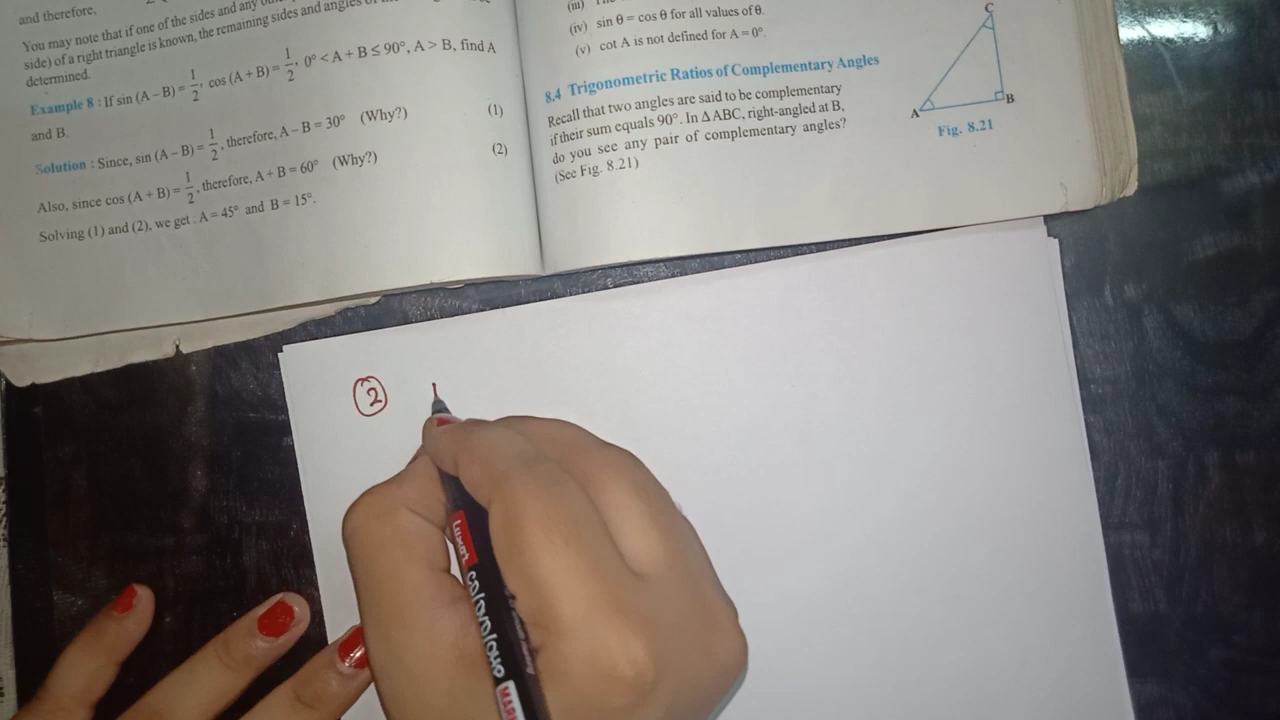 and therefore,
You may note that if one of the sides and any
side) of a right triangle is known, the remaining sides and angles
determined.
Example 8 : If sin (A – B) = 1/2, cos (A + B) = 1/2, 0° < A + B ≤ 90°, A > B, find A
and B.
Solution : Since, sin (A – B) = 1/2, therefore, A – B = 30° (Why?) (1)
Also, since cos (A + B) = 1/2, therefore, A + B = 60° (Why?) (2)
Solving (1) and (2), we get : A = 45° and B = 15°.
(iii)
(iv) sin θ = cos θ for all values of θ.
(v) cot A is not defined for A = 0°.
8.4 Trigonometric Ratios of Complementary Angles
Recall that two angles are said to be complementary
if their sum equals 90°. In Δ ABC, right-angled at B,
do you see any pair of complementary angles?
(See Fig. 8.21)
C
A
B
Fig. 8.21
2
Luxor